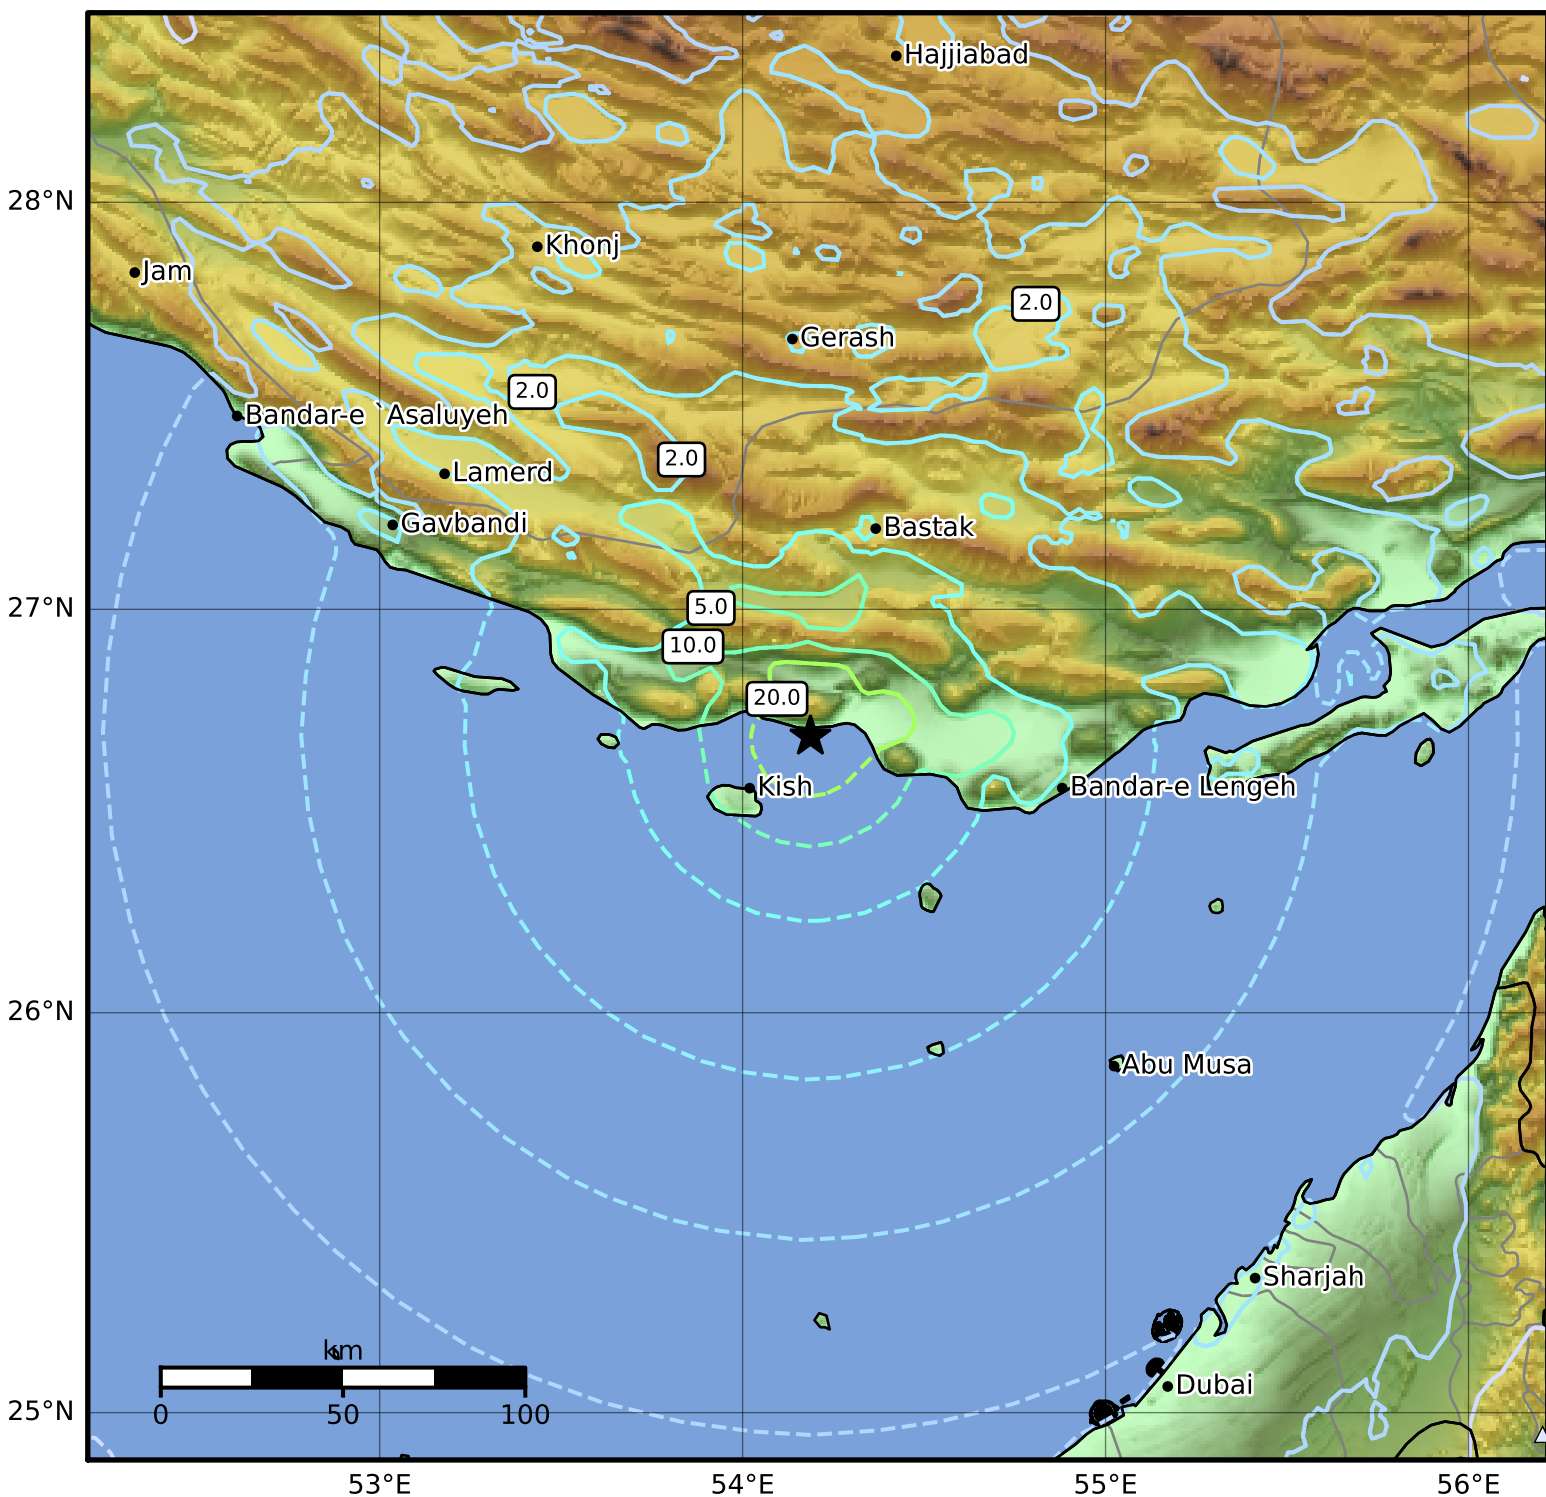 Hajjiabad
28°N
Khonj
Jam
2.0
Gerash
2.0
Bandar-e `Asaluyeh
2.0
Lamerd
Gavbandi
Bastak
27°N
5.0
10.0
20.0
Kish
Bandar-e Lengeh
26°N
Abu Musa
Sharjah
km
Dubai
0 50 100
25°N
53°E 54°E 55°E 56°E